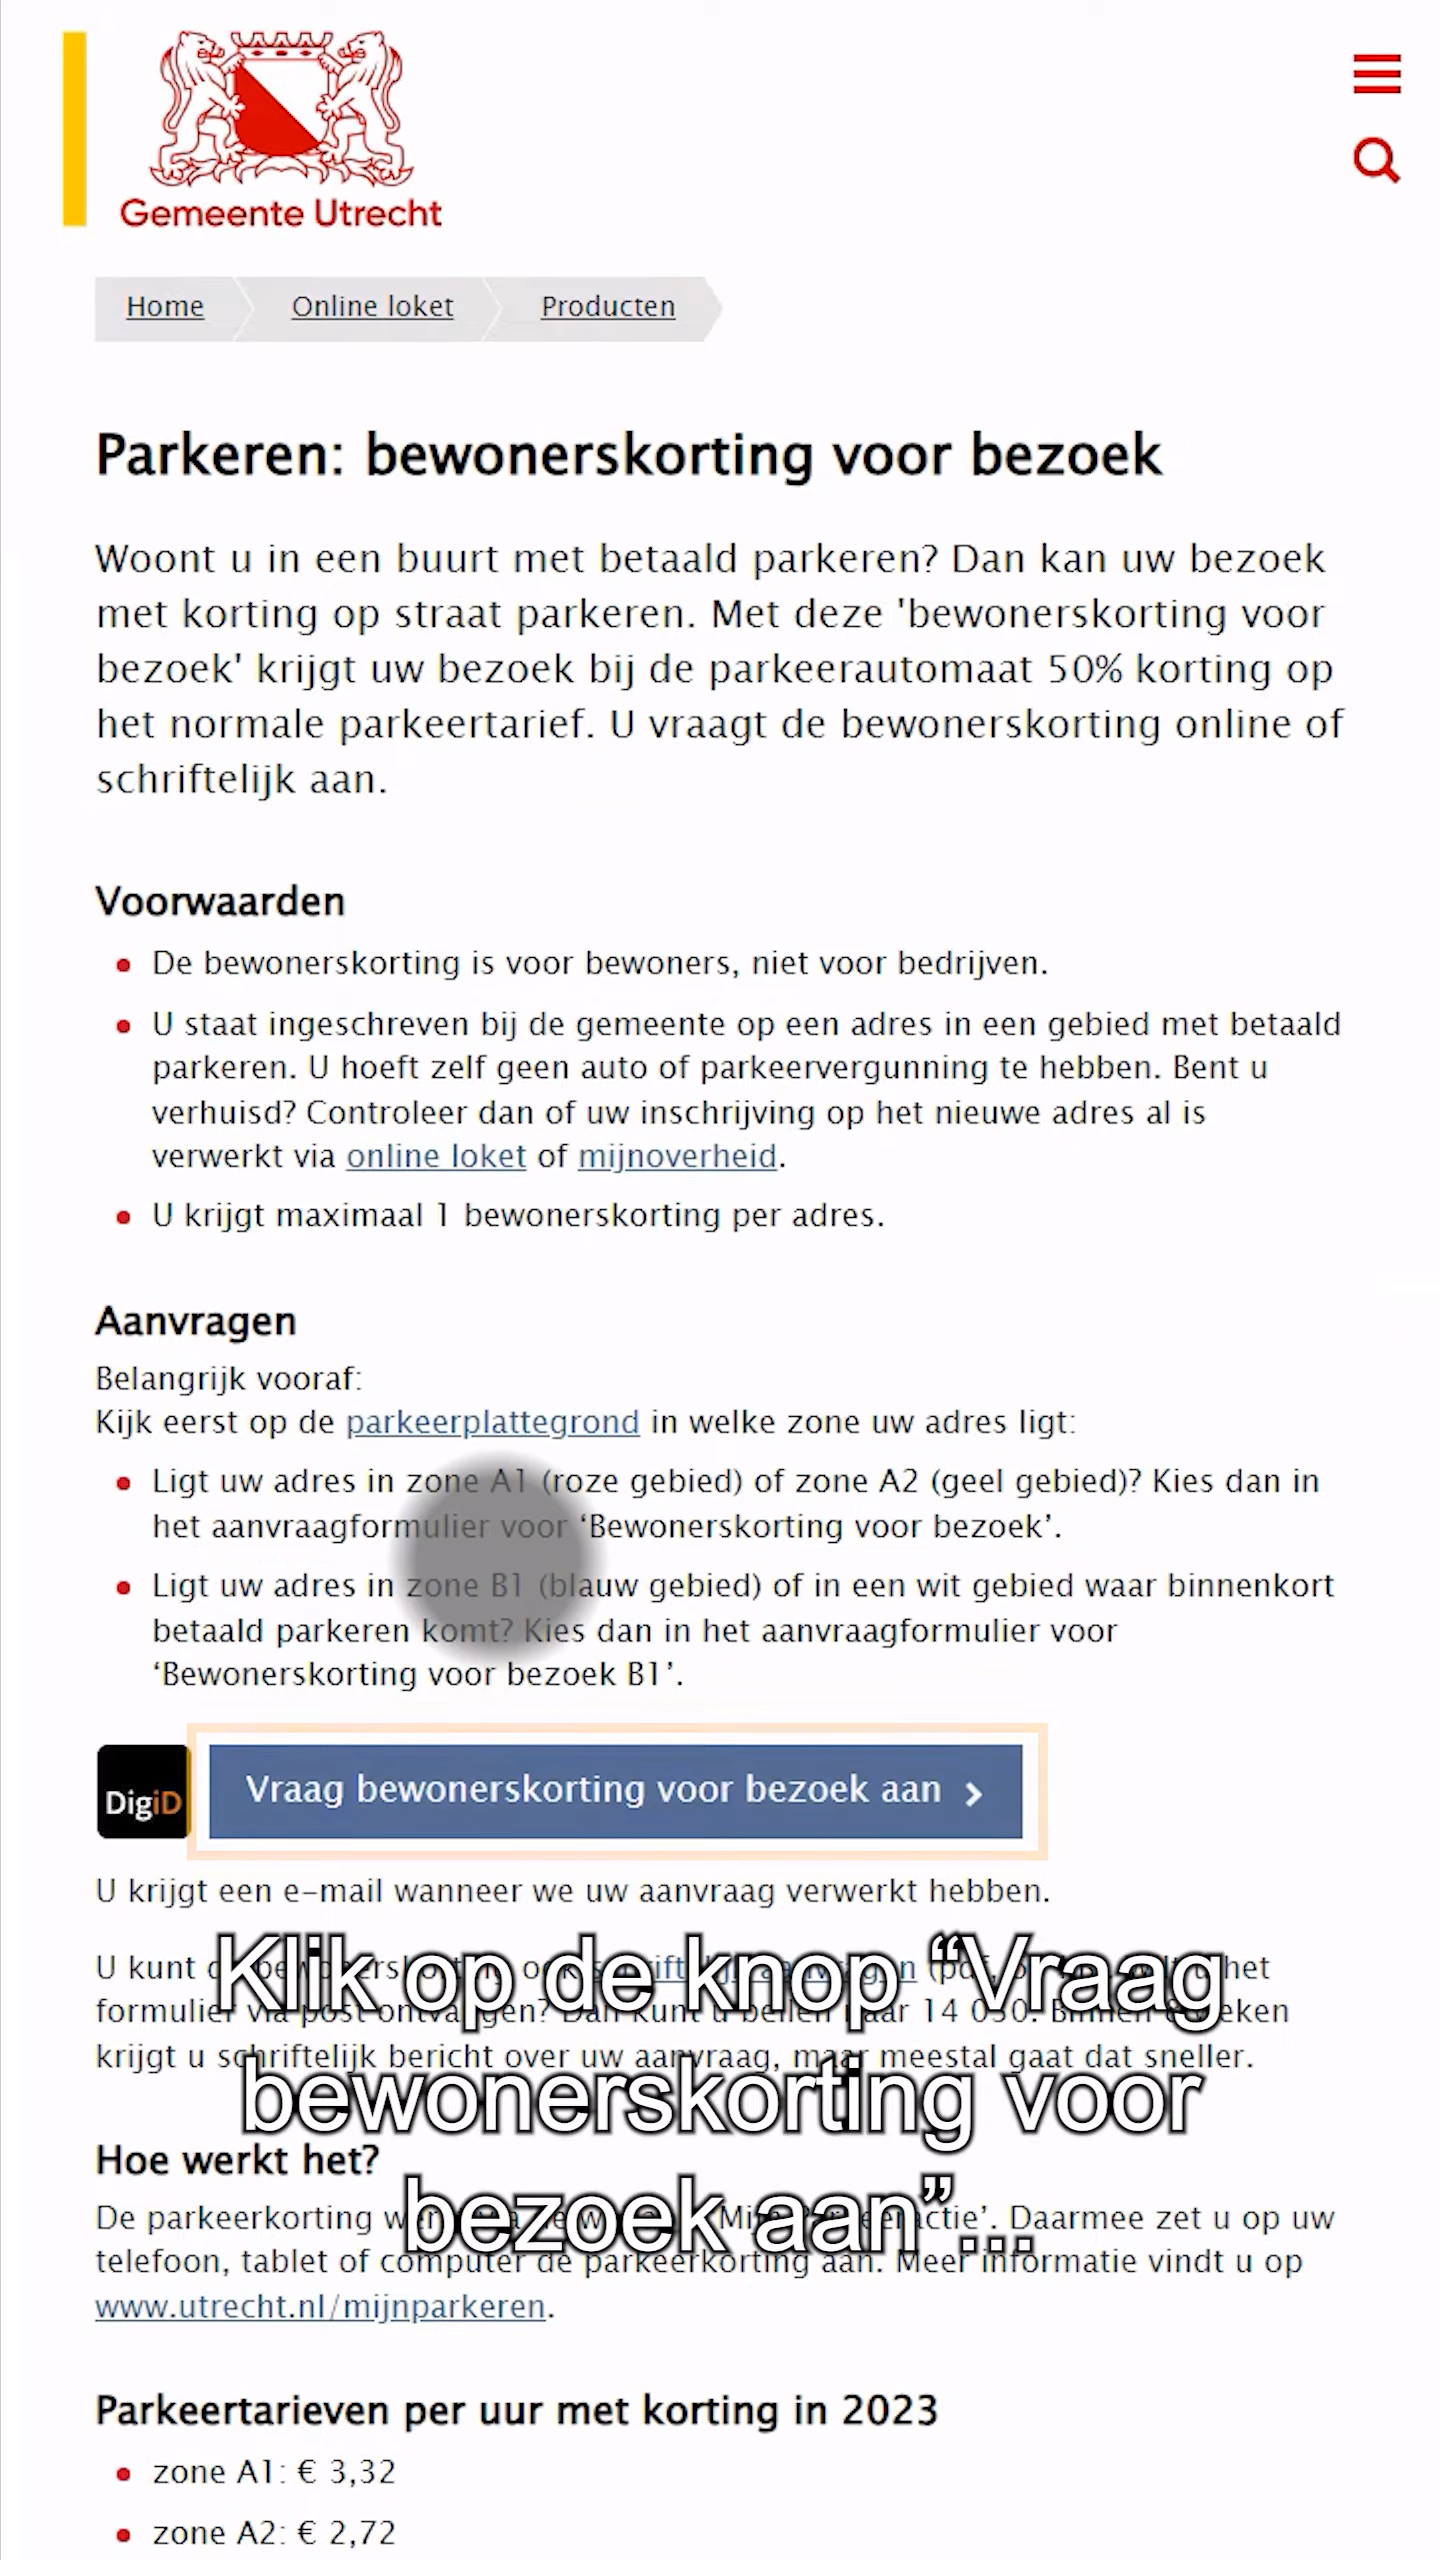 Gemeente Utrecht
Home
Online loket
Producten
Parkeren: bewonerskorting voor bezoek
Woont u in een buurt met betaald parkeren? Dan kan uw bezoek
met korting op straat parkeren. Met deze 'bewonerskorting voor
bezoek' krijgt uw bezoek bij de parkeerautomaat 50% korting op
het normale parkeertarief. U vraagt de bewonerskorting online of
schriftelijk aan.
Voorwaarden
De bewonerskorting is voor bewoners, niet voor bedrijven.
U staat ingeschreven bij de gemeente op een adres in een gebied met betaald
parkeren. U hoeft zelf geen auto of parkeervergunning te hebben. Bent u
verhuisd? Controleer dan of uw inschrijving op het nieuwe adres al is
verwerkt via online loket of mijnoverheid.
U krijgt maximaal 1 bewonerskorting per adres.
Aanvragen
Belangrijk vooraf:
Kijk eerst op de parkeerplattegrond in welke zone uw adres ligt:
Ligt uw adres in zone A1 (roze gebied) of zone A2 (geel gebied)? Kies dan in
het aanvraagformulier voor ‘Bewonerskorting voor bezoek’.
Ligt uw adres in zone B1 (blauw gebied) of in een wit gebied waar binnenkort
betaald parkeren komt? Kies dan in het aanvraagformulier voor
‘Bewonerskorting voor bezoek B1’.
DigiD
Vraag bewonerskorting voor bezoek aan
U krijgt een e-mail wanneer we uw aanvraag verwerkt hebben.
Klik op de knop “Vraag
bewonerskorting voor
bezoek aan”...
U kunt de bewonerskorting ook schriftelijk aanvragen (pdf, het
formulier via post ontvangen? Dan kunt u bellen naar 14 030. Binnen 8 weken
krijgt u schriftelijk bericht over uw aanvraag, maar meestal gaat dat sneller.
Hoe werkt het?
De parkeerkorting Daarmee zet u op uw
telefoon, tablet of computer de parkeerkorting aan. Meer informatie vindt u op
www.utrecht.nl/mijnparkeren.
Parkeertarieven per uur met korting in 2023
zone A1: € 3,32
zone A2: € 2,72